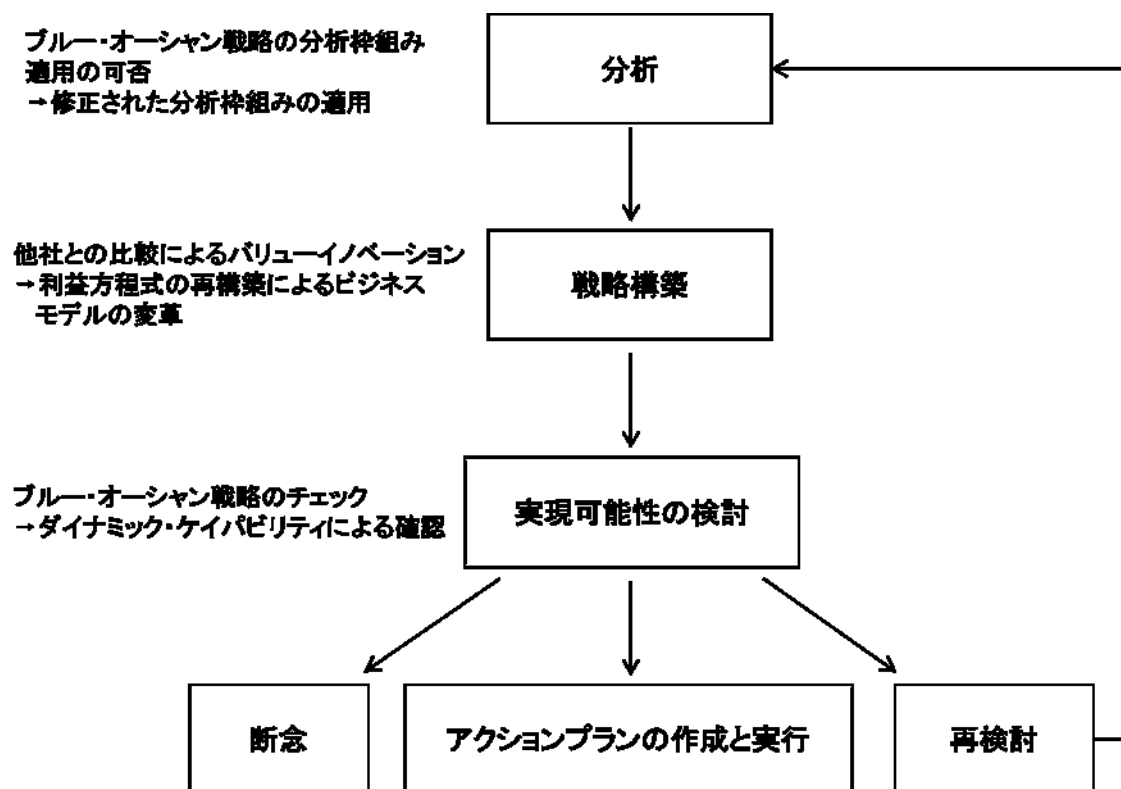 ブルー・オーシャン戦略の分析枠組み
適用の可否
→修正された分析枠組みの適用
分析
他社との比較によるバリューイノベーション
→利益方程式の再構築によるビジネス
モデルの変革
戦略構築
ブルー・オーシャン戦略のチェック
→ダイナミック・ケイパビリティによる確認
実現可能性の検討
断念
アクションプランの作成と実行
再検討